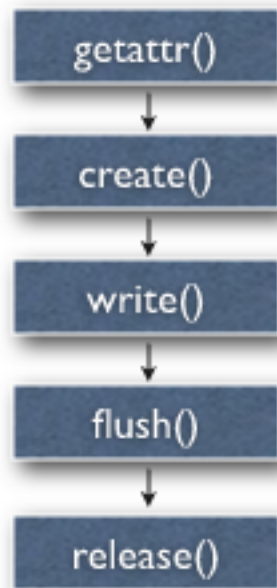 getattr()
create()
write()
flush()
release()